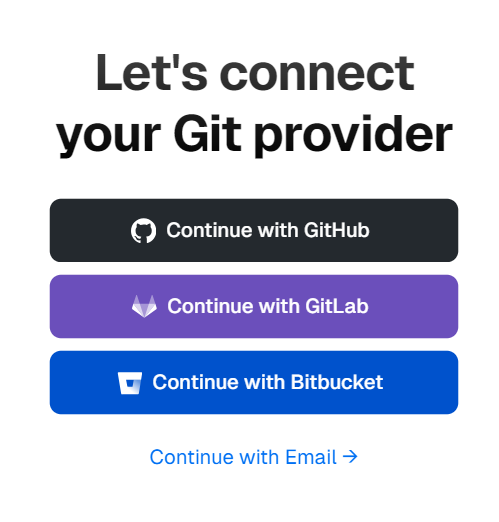 Let's connect
your Git provider
Continue with GitHub
Continue with GitLab
Continue with Bitbucket
Continue with Email →